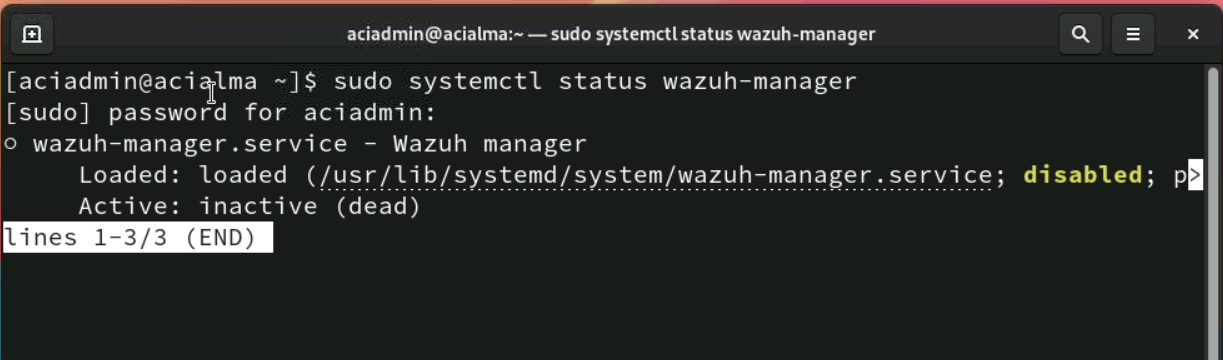 aciadmin@acialma:~ — sudo systemctl status wazuh-manager
[aciadmin@acialma ~]$ sudo systemctl status wazuh-manager
[sudo] password for aciadmin:
○ wazuh-manager.service - Wazuh manager
Loaded: loaded (/usr/lib/systemd/system/wazuh-manager.service; disabled; p>
Active: inactive (dead)
lines 1-3/3 (END)